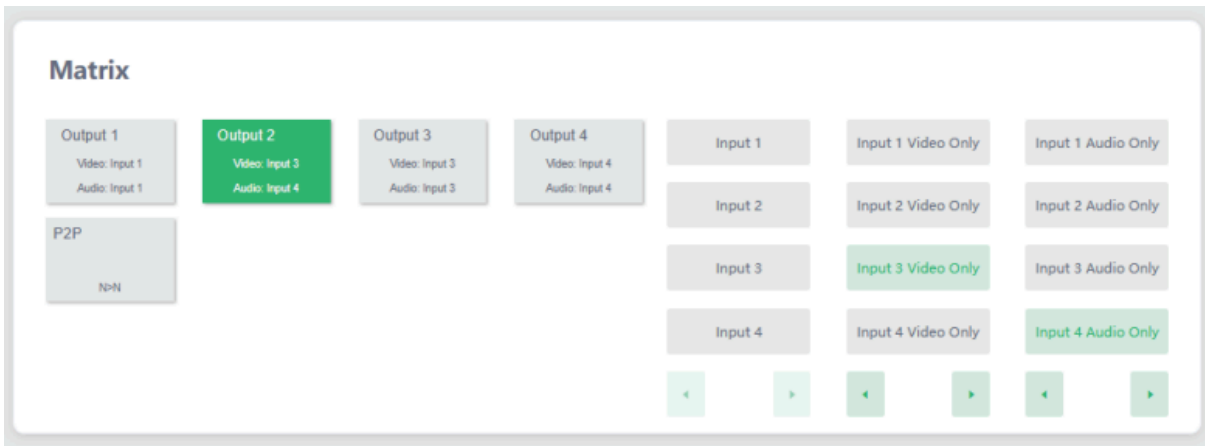 Matrix
Output 1
Video: Input 1
Audio: Input 1
Output 2
Video: Input 3
Audio: Input 4
Output 3
Video: Input 3
Audio: Input 3
Output 4
Video: Input 4
Audio: Input 4
P2P
N>N
Input 1
Input 1 Video Only
Input 1 Audio Only
Input 2
Input 2 Video Only
Input 2 Audio Only
Input 3
Input 3 Video Only
Input 3 Audio Only
Input 4
Input 4 Video Only
Input 4 Audio Only